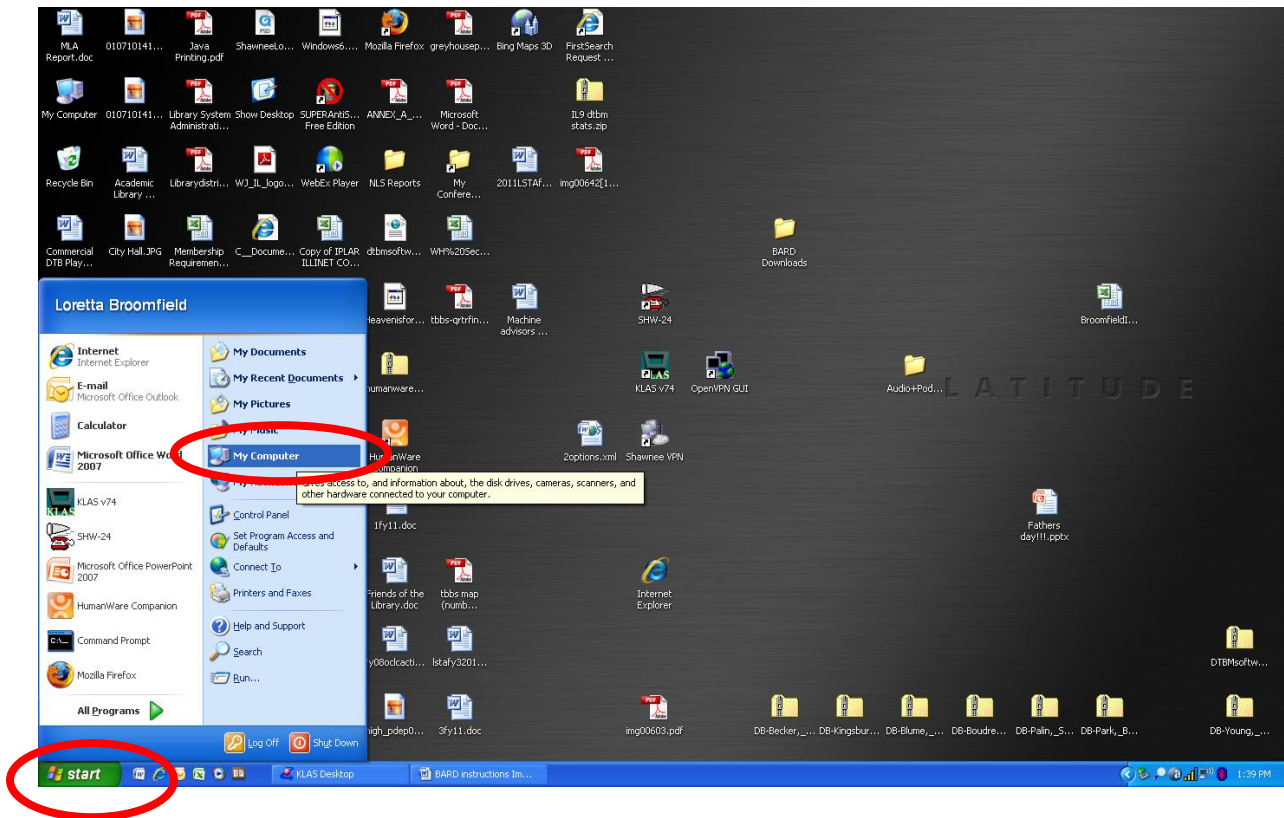 MLA
Report.doc
010710141...
Java
Printing.pdf
ShawneeLo...
Windows6....
Mozilla Firefox
greyhousep...
Bing Maps 3D
FirstSearch
Request ...
My Computer
010710141...
Library System
Administrati...
Show Desktop
SUPERAntiS...
Free Edition
ANNEX_A_...
Microsoft
Word - Doc...
IL9 dtbm
stats.zip
Recycle Bin
Academic
Library ...
Librarydistri...
WJ_IL_logo...
WebEx Player
NLS Reports
My
Confere...
2011LSTAf...
img00642[1...
Commercial
DTB Play...
City Hall.JPG
Membership
Requiremen...
C__Docume...
Copy of IPLAR
ILLINET CO...
dtbmsoftw...
WH%20Sec...
BARD
Downloads
Loretta Broomfield
Internet
Internet Explorer
E-mail
Microsoft Office Outlook
Calculator
Microsoft Office Word
2007
KLAS v74
SHW-24
Microsoft Office PowerPoint
2007
HumanWare Companion
Command Prompt
Mozilla Firefox
All Programs
My Documents
My Recent Documents
My Pictures
My Music
My Computer
Gives access to, and information about, the disk drives, cameras, scanners, and
other hardware connected to your computer.
Control Panel
Set Program Access and
Defaults
Connect To
Printers and Faxes
Help and Support
Search
Run...
Log Off
Shut Down
tbbs-qrtrfin...
Machine
advisors ...
SHW-24
BroomfieldI...
KLAS v74
OpenVPN GUI
Audio+Pod...
LATITUDE
HumanWare
Companion
2options.xml
Shawnee VPN
1fy11.doc
Fathers
day!!!.pptx
Friends of the
Library.doc
tbbs map
(numb...
Internet
Explorer
lstafy3201...
DTBMsoftw...
3fy11.doc
img00603.pdf
DB-Becker,_...
DB-Kingsbur...
DB-Blume,_...
DB-Boudre...
DB-Palin,_S...
DB-Park,_B...
DB-Young,_...
start
KLAS Desktop
BARD instructions Im...
1:39 PM